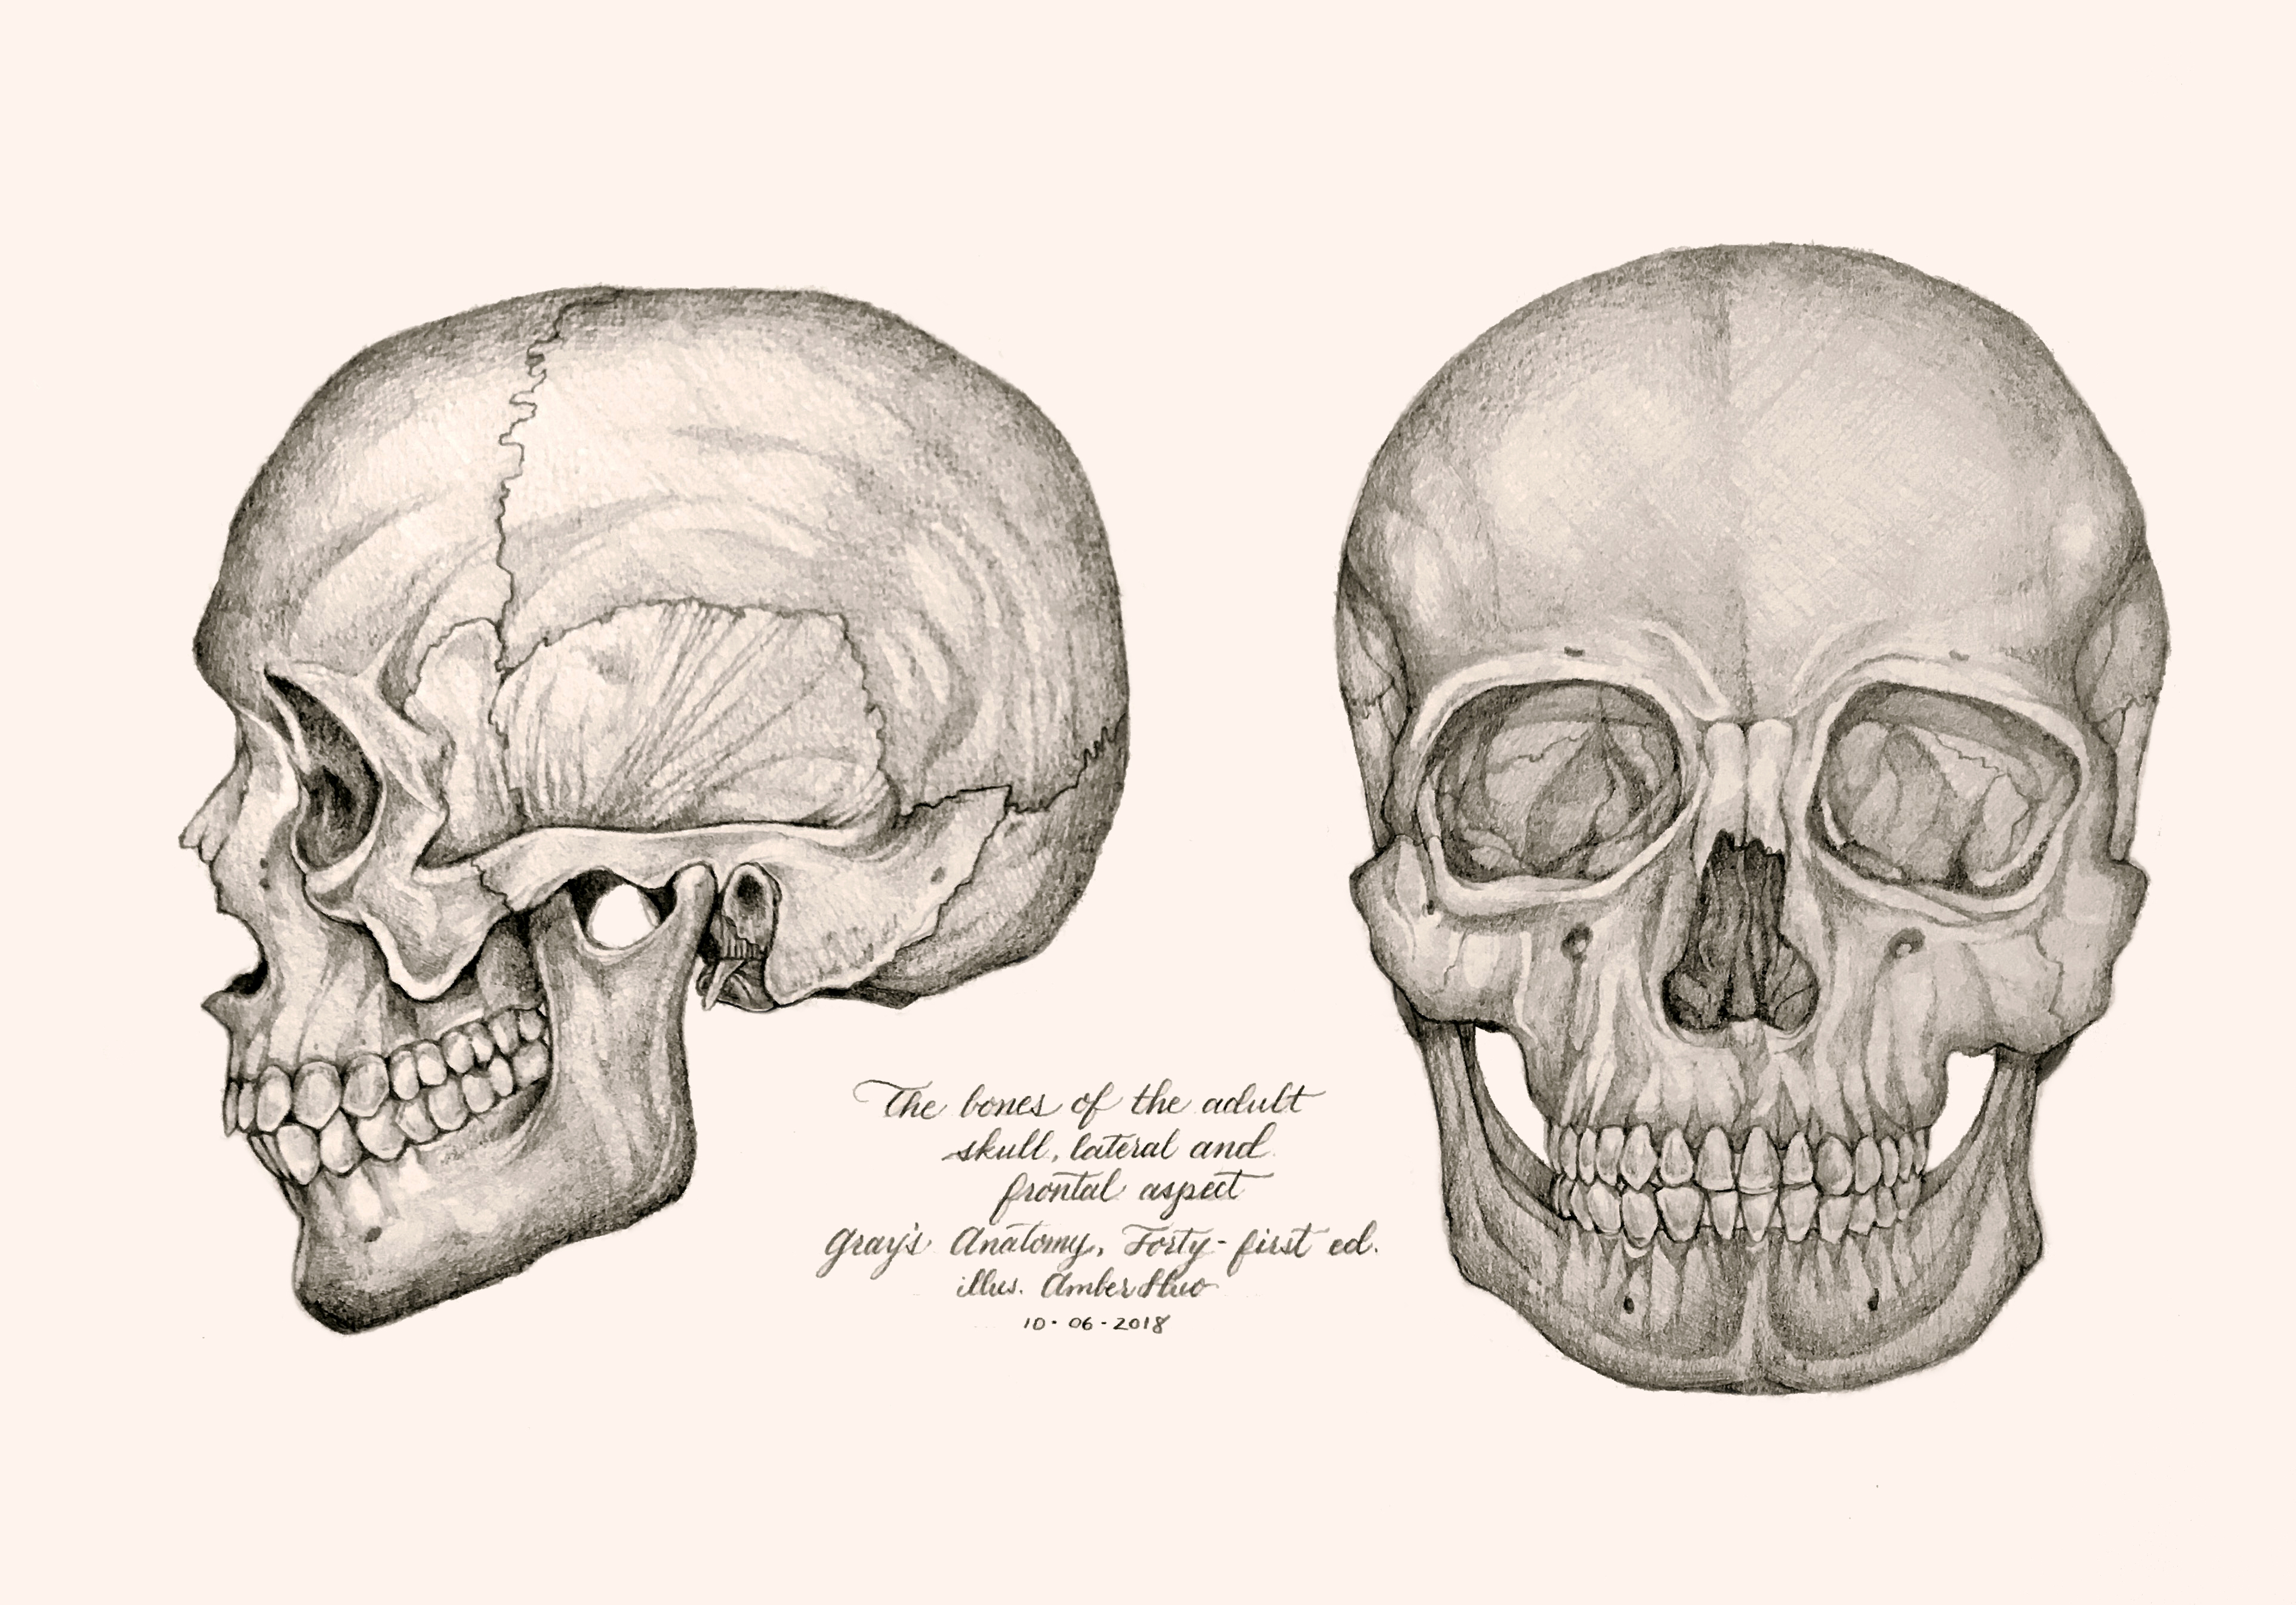 The bones of the adult
skull, lateral and
frontal aspect
Gray's Anatomy, Forty-first ed.
illus. Amber Huo
10·06·2018